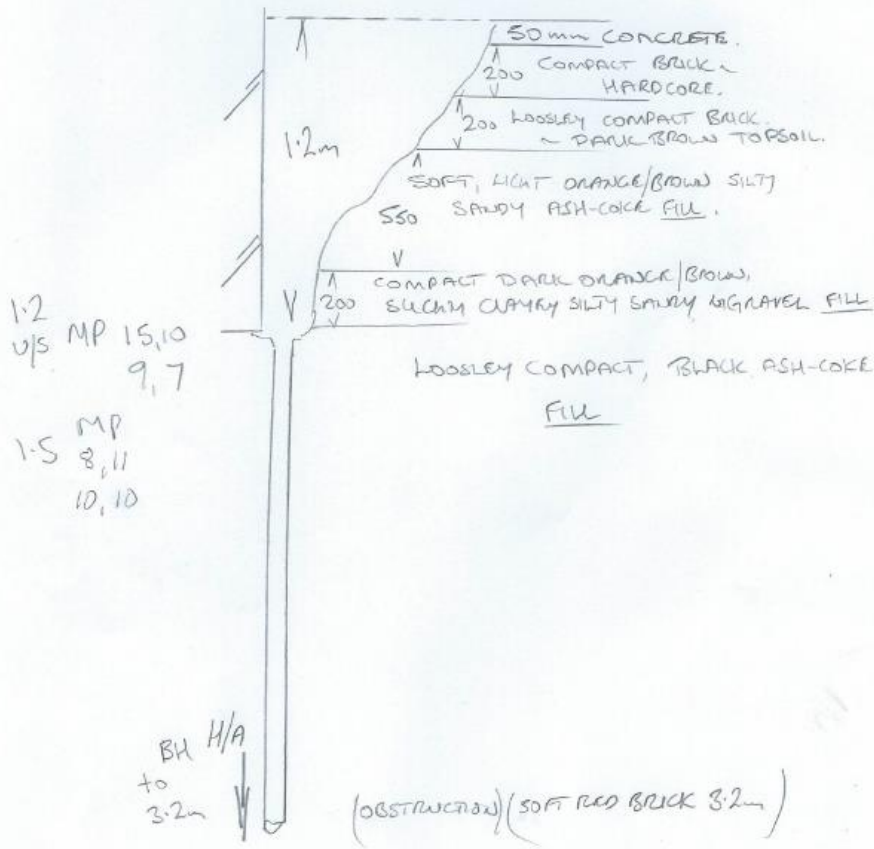 50mm CONCRETE.
200 COMPACT BRICK ~
HARDCORE.
200 LOOSLEY COMPACT BRICK.
~ DARK BROWN TOPSOIL.
1.2m
SOFT, LIGHT ORANGE/BROWN SILTY
550 SANDY ASH-COKE FILL.
COMPACT DARK ORANGE/BROWN,
200 CLAYEY SILTY SANDY GRAVEL FILL
1.2
u/s MP 15,10
9,7
LOOSLEY COMPACT, BLACK ASH-COKE
FILL
1.5 MP
8,11
10,10
BH H/A
to
3.2m
(OBSTRUCTION) (SOFT RED BRICK 3.2m)